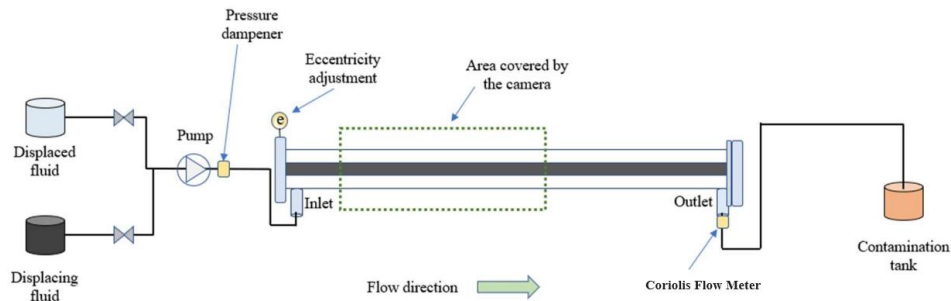 Pressure
dampener
Eccentricity
adjustment
Area covered by
the camera
e
Pump
Displaced
fluid
Inlet
Outlet
Displacing
fluid
Contamination
tank
Flow direction
Coriolis Flow Meter